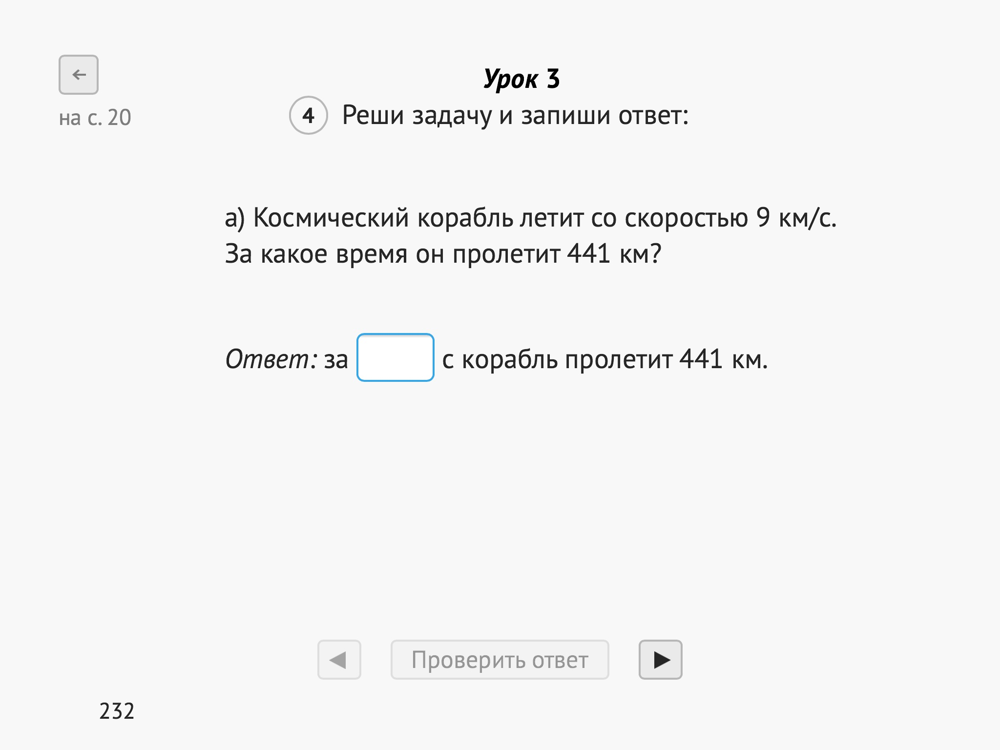 Урок 3
на с. 20
4 Реши задачу и запиши ответ:
а) Космический корабль летит со скоростью 9 км/с.
За какое время он пролетит 441 км?
Ответ: за с корабль пролетит 441 км.
Проверить ответ
232